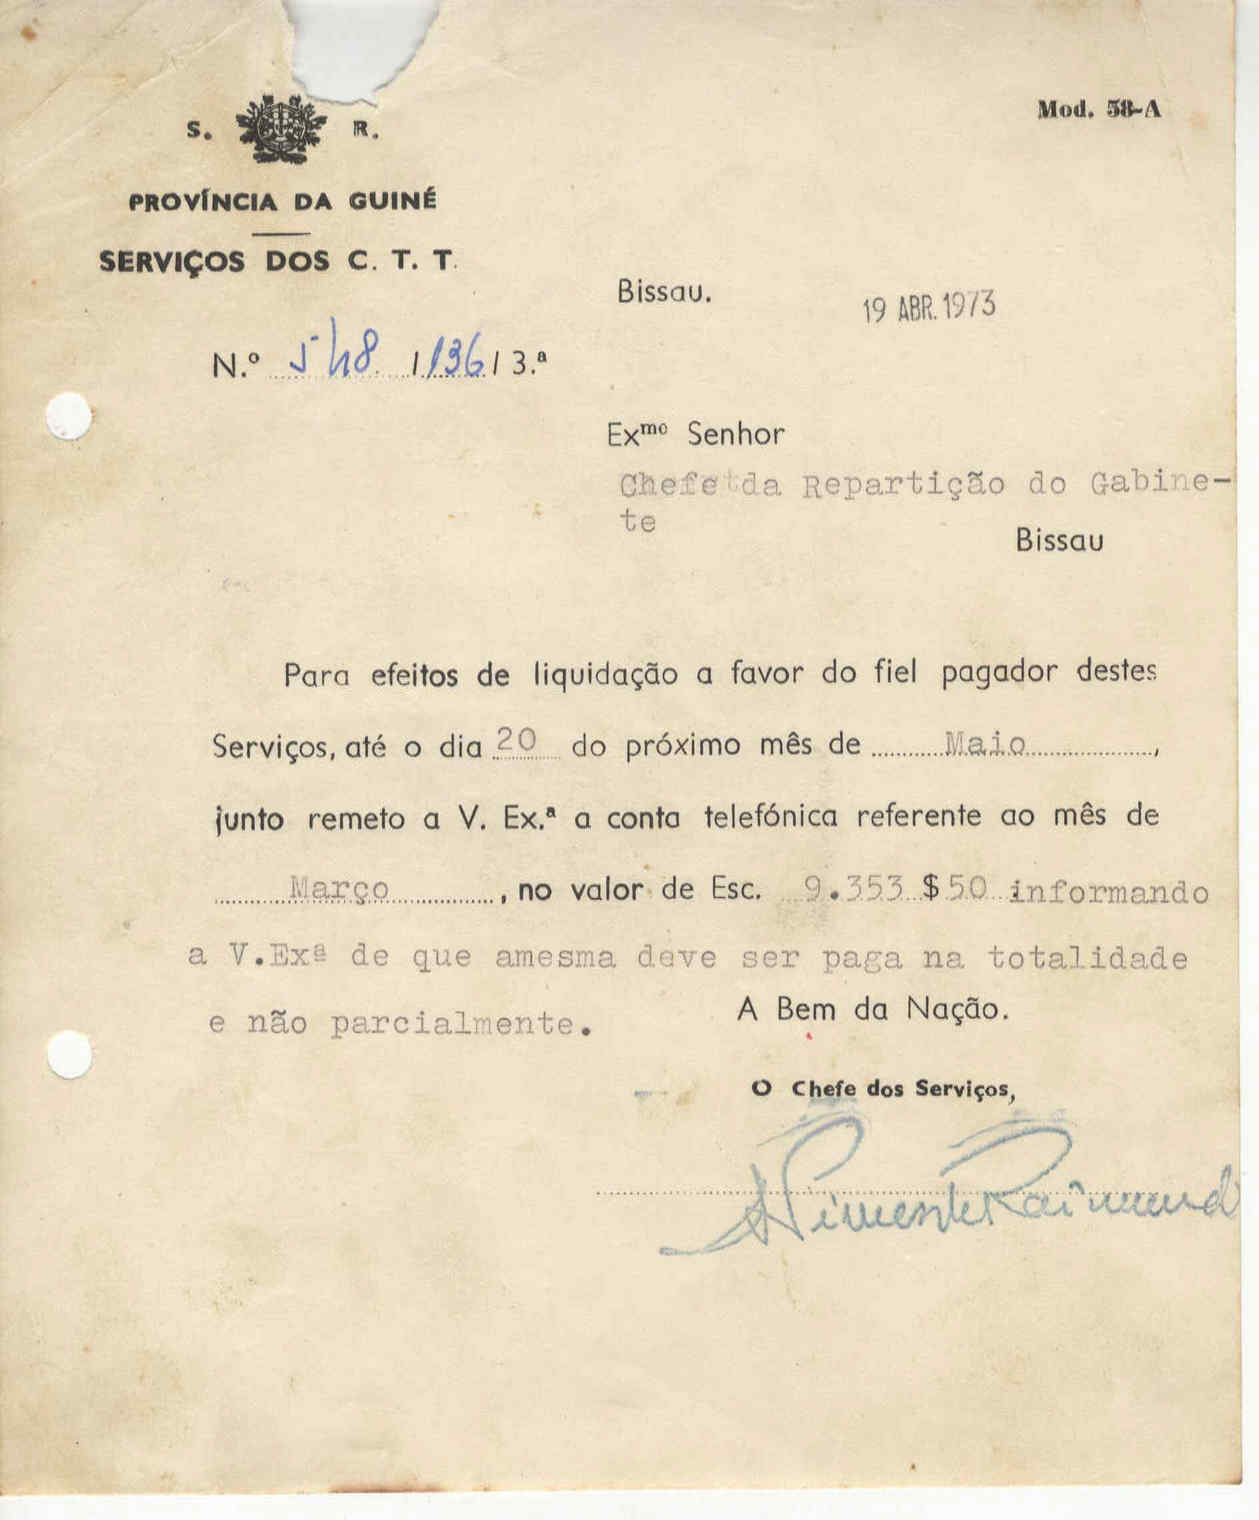 Mod. 58-A
S. R.
PROVÍNCIA DA GUINÉ
SERVIÇOS DOS C. T. T.
Bissau. 19 ABR. 1973
N.º 548 / 136 / 3.ª
Exmo Senhor
Chefe da Repartição do Gabine-
te
Bissau
Para efeitos de liquidação a favor do fiel pagador destes
Serviços, até o dia 20 do próximo mês de Maio,
junto remeto a V. Ex.ª a conta telefónica referente ao mês de
Março, no valor de Esc. 9.353$50 informando
a V.Exª de que amesma deve ser paga na totalidade
e não parcialmente.
A Bem da Nação.
O Chefe dos Serviços,
Pimentel Raimundo